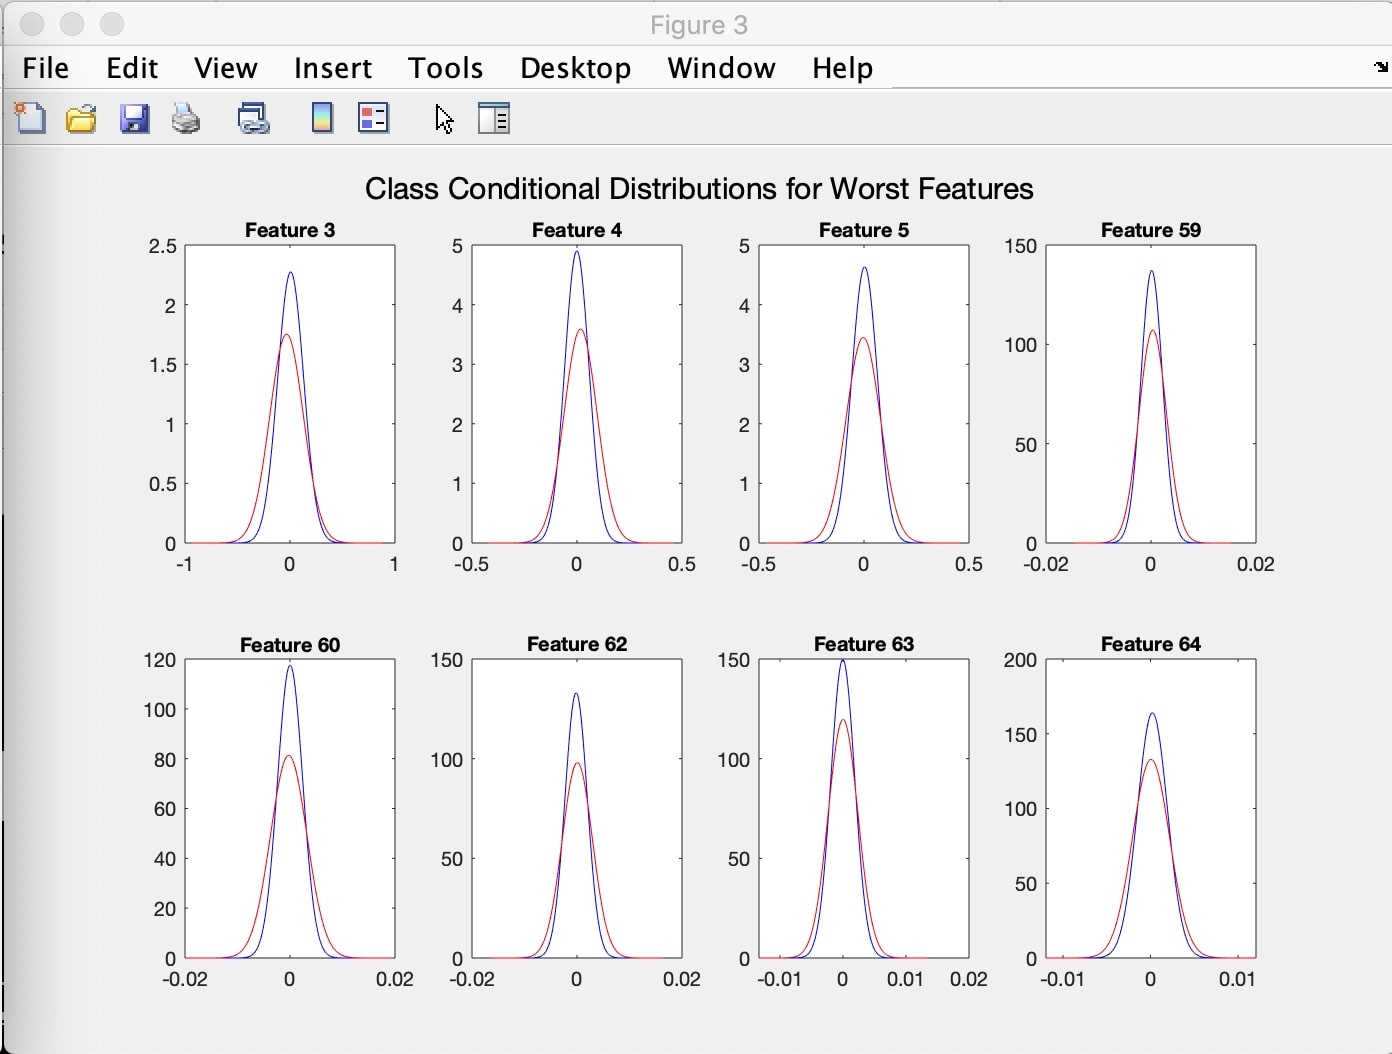 Figure 3
File Edit View Insert Tools Desktop Window Help
Class Conditional Distributions for Worst Features
Feature 3
2.5
2
1.5
1
0.5
0
-1 0 1
Feature 4
5
4
3
2
1
0
-0.5 0 0.5
Feature 5
5
4
3
2
1
0
-0.5 0 0.5
Feature 59
150
100
50
0
-0.02 0 0.02
Feature 60
120
100
80
60
40
20
0
-0.02 0 0.02
Feature 62
150
100
50
0
-0.02 0 0.02
Feature 63
150
100
50
0
-0.01 0 0.01 0.02
Feature 64
200
150
100
50
0
-0.01 0 0.01